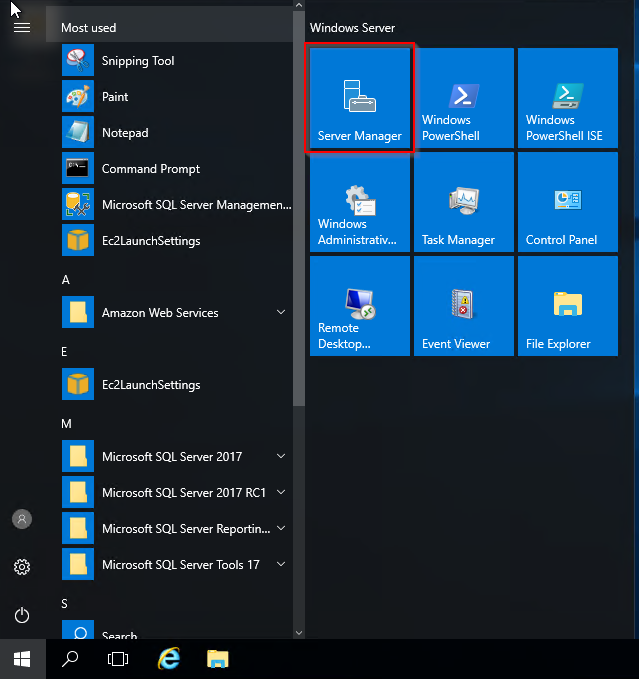 Most used
Snipping Tool
Paint
Notepad
Command Prompt
Microsoft SQL Server Managemen...
Ec2LaunchSettings
A
Amazon Web Services
E
Ec2LaunchSettings
M
Microsoft SQL Server 2017
Microsoft SQL Server 2017 RC1
Microsoft SQL Server Reportin...
Microsoft SQL Server Tools 17
S
Search
Windows Server
Server Manager
Windows
PowerShell
Windows
PowerShell ISE
Windows
Administrativ...
Task Manager
Control Panel
Remote
Desktop...
Event Viewer
File Explorer